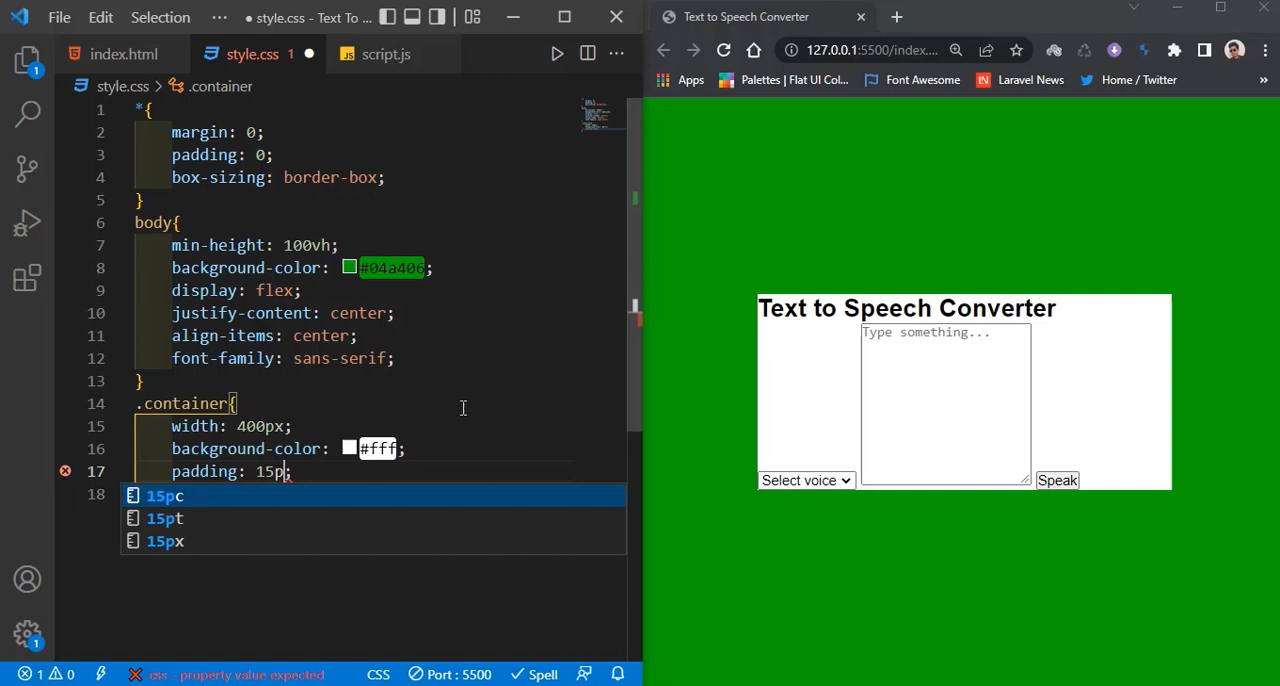 File Edit Selection ··· ● style.css - Text To ...
index.html style.css 1 ● script.js
style.css > .container
1 *{
2 margin: 0;
3 padding: 0;
4 box-sizing: border-box;
5 }
6 body{
7 min-height: 100vh;
8 background-color: #04a406;
9 display: flex;
10 justify-content: center;
11 align-items: center;
12 font-family: sans-serif;
13 }
14 .container{
15 width: 400px;
16 background-color: #fff;
17 padding: 15p;
18
15pc
15pt
15px
1
1
1 0 css - property value expected CSS Port : 5500 Spell
Text to Speech Converter
127.0.0.1:5500/index....
Apps Palettes | Flat UI Col... Font Awesome IN Laravel News Home / Twitter »
Text to Speech Converter
Type something...
Select voice Speak